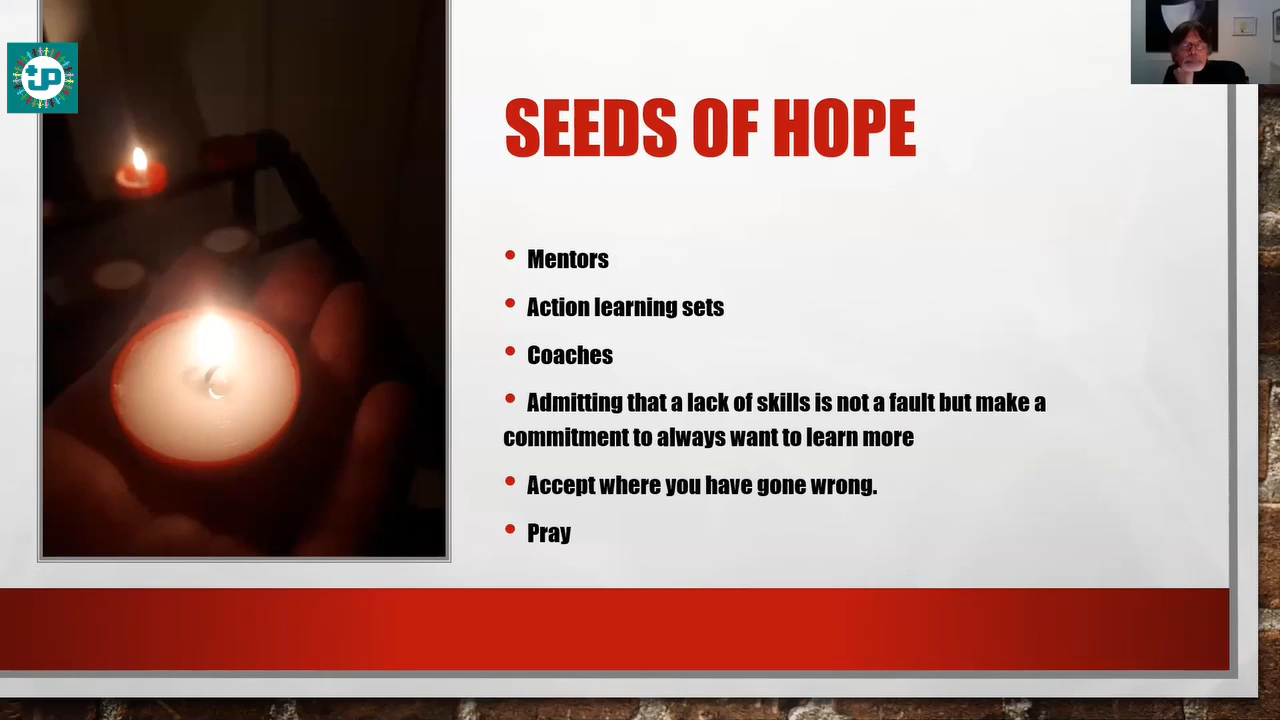 SEEDS OF HOPE
• Mentors
• Action learning sets
• Coaches
• Admitting that a lack of skills is not a fault but make a
commitment to always want to learn more
• Accept where you have gone wrong.
• Pray